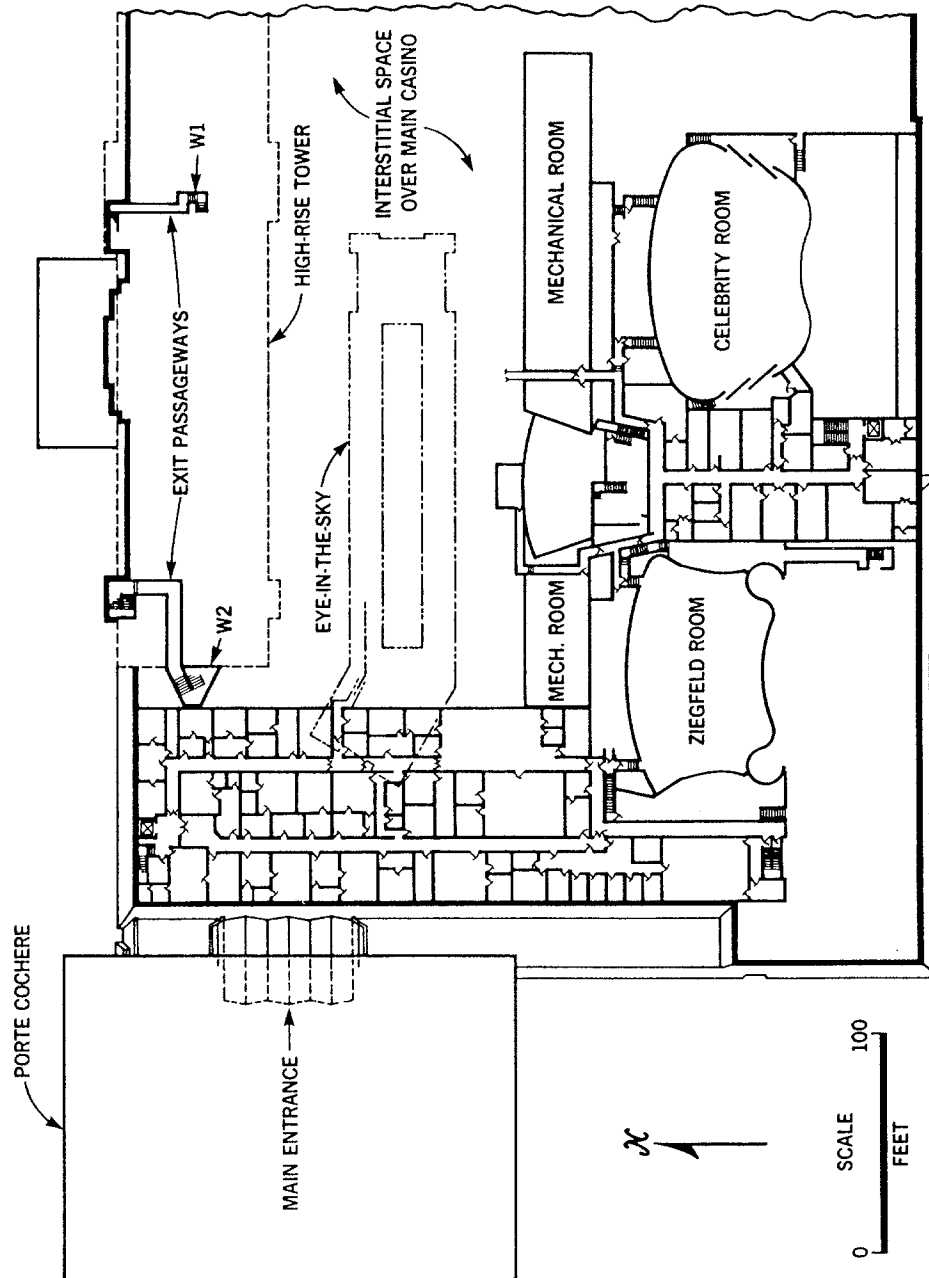 PORTE COCHERE
MAIN ENTRANCE
EXIT PASSAGEWAYS
W1
W2
HIGH-RISE TOWER
EYE-IN-THE-SKY
INTERSTITIAL SPACE
OVER MAIN CASINO
MECH. ROOM
MECHANICAL ROOM
ZIEGFELD ROOM
CELEBRITY ROOM
N
SCALE
0
100
FEET